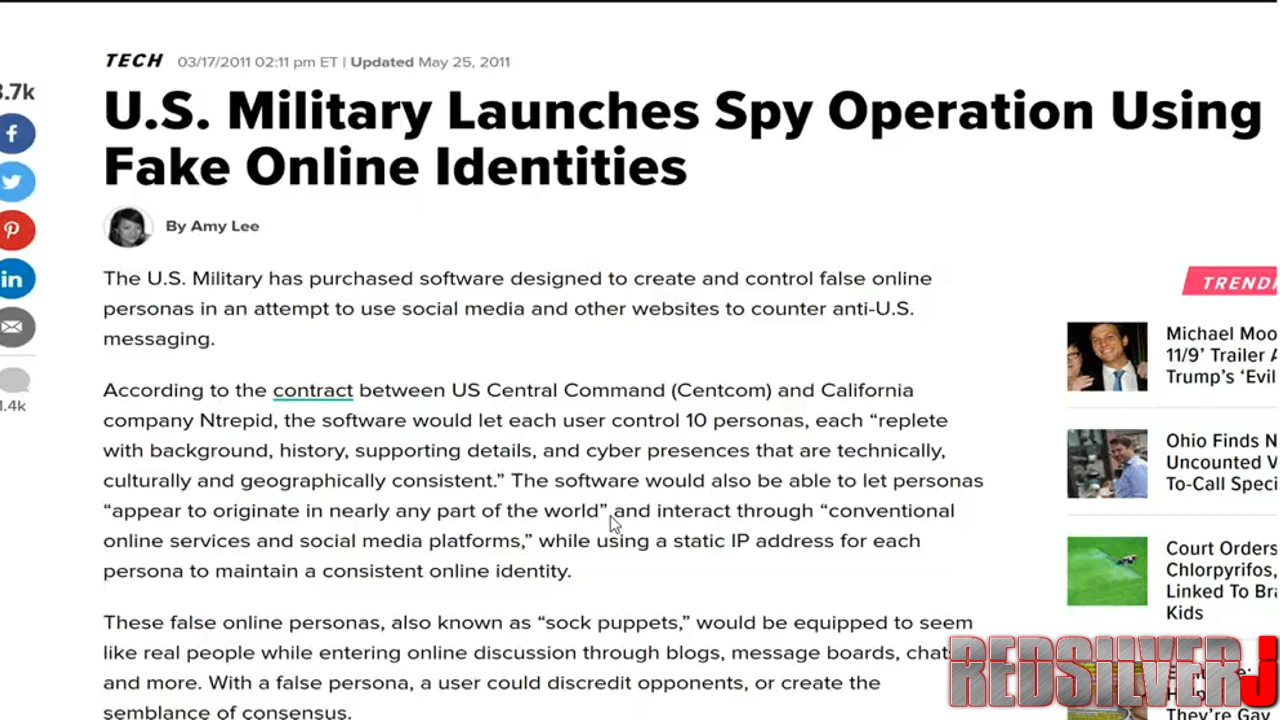 TECH 03/17/2011 02:11 pm ET | Updated May 25, 2011
.7k
U.S. Military Launches Spy Operation Using
Fake Online Identities
By Amy Lee
The U.S. Military has purchased software designed to create and control false online
personas in an attempt to use social media and other websites to counter anti-U.S.
messaging.
According to the contract between US Central Command (Centcom) and California
company Ntrepid, the software would let each user control 10 personas, each “replete
with background, history, supporting details, and cyber presences that are technically,
culturally and geographically consistent.” The software would also be able to let personas
“appear to originate in nearly any part of the world” and interact through “conventional
online services and social media platforms,” while using a static IP address for each
persona to maintain a consistent online identity.
These false online personas, also known as “sock puppets,” would be equipped to seem
like real people while entering online discussion through blogs, message boards, chats
and more. With a false persona, a user could discredit opponents, or create the
semblance of consensus.
1.4k
TRENDI
Michael Moo
11/9’ Trailer A
Trump’s ‘Evil
Ohio Finds N
Uncounted V
To-Call Speci
Court Orders
Chlorpyrifos,
Linked To Bra
Kids
They’re Gay
REDSILVERJ